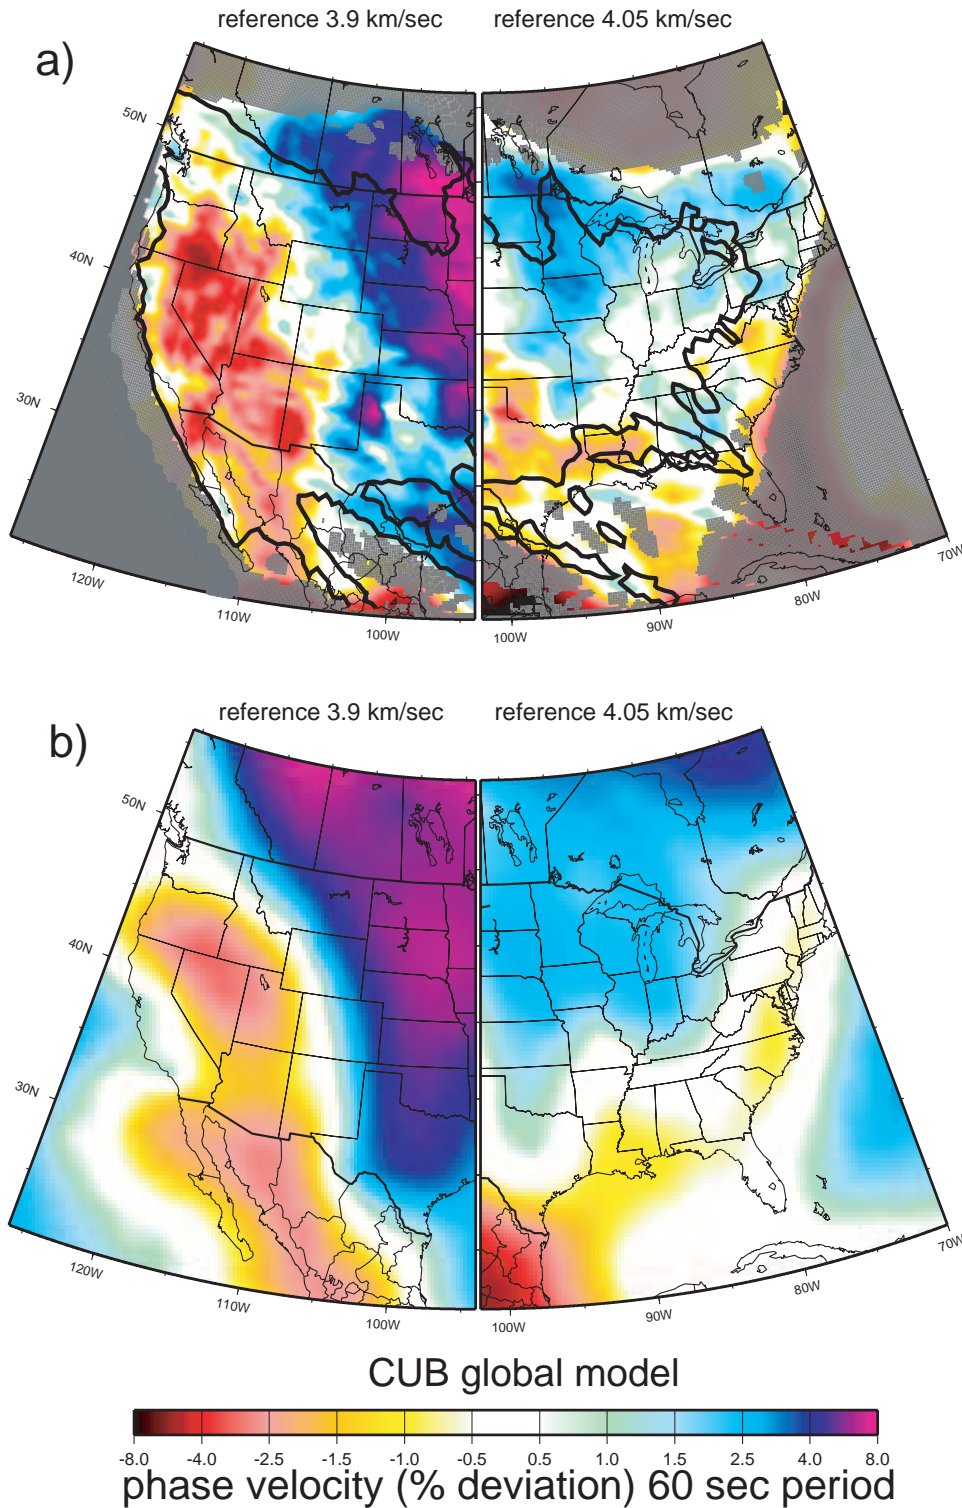 reference 3.9 km/sec reference 4.05 km/sec
a)
50N
40N
30N
120W
110W
100W
100W
90W
80W
70W
reference 3.9 km/sec reference 4.05 km/sec
b)
50N
40N
30N
120W
110W
100W
100W
90W
80W
70W
CUB global model
-8.0 -4.0 -2.5 -1.5 -1.0 -0.5 0.5 1.0 1.5 2.5 4.0 8.0
phase velocity (% deviation) 60 sec period